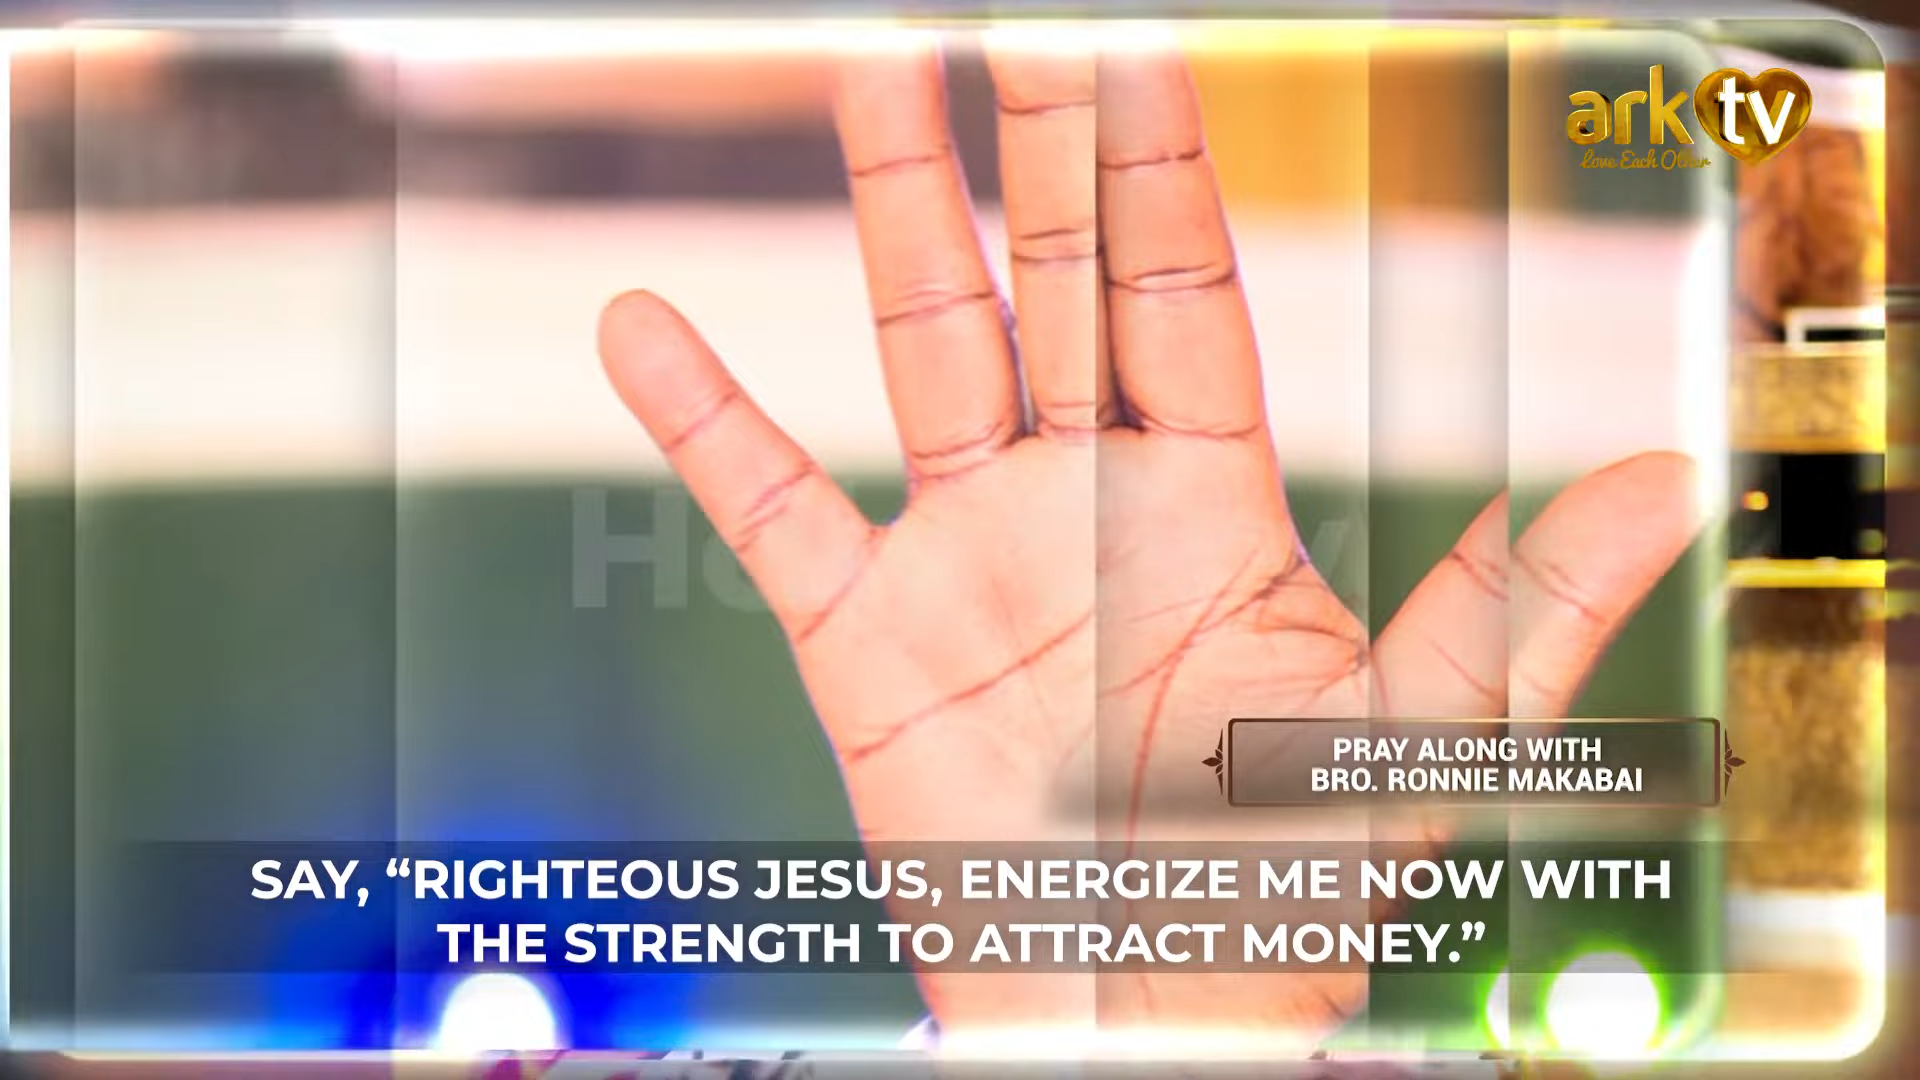 ark tv
Love Each Other
PRAY ALONG WITH
BRO. RONNIE MAKABAI
SAY, “RIGHTEOUS JESUS, ENERGIZE ME NOW WITH
THE STRENGTH TO ATTRACT MONEY.”